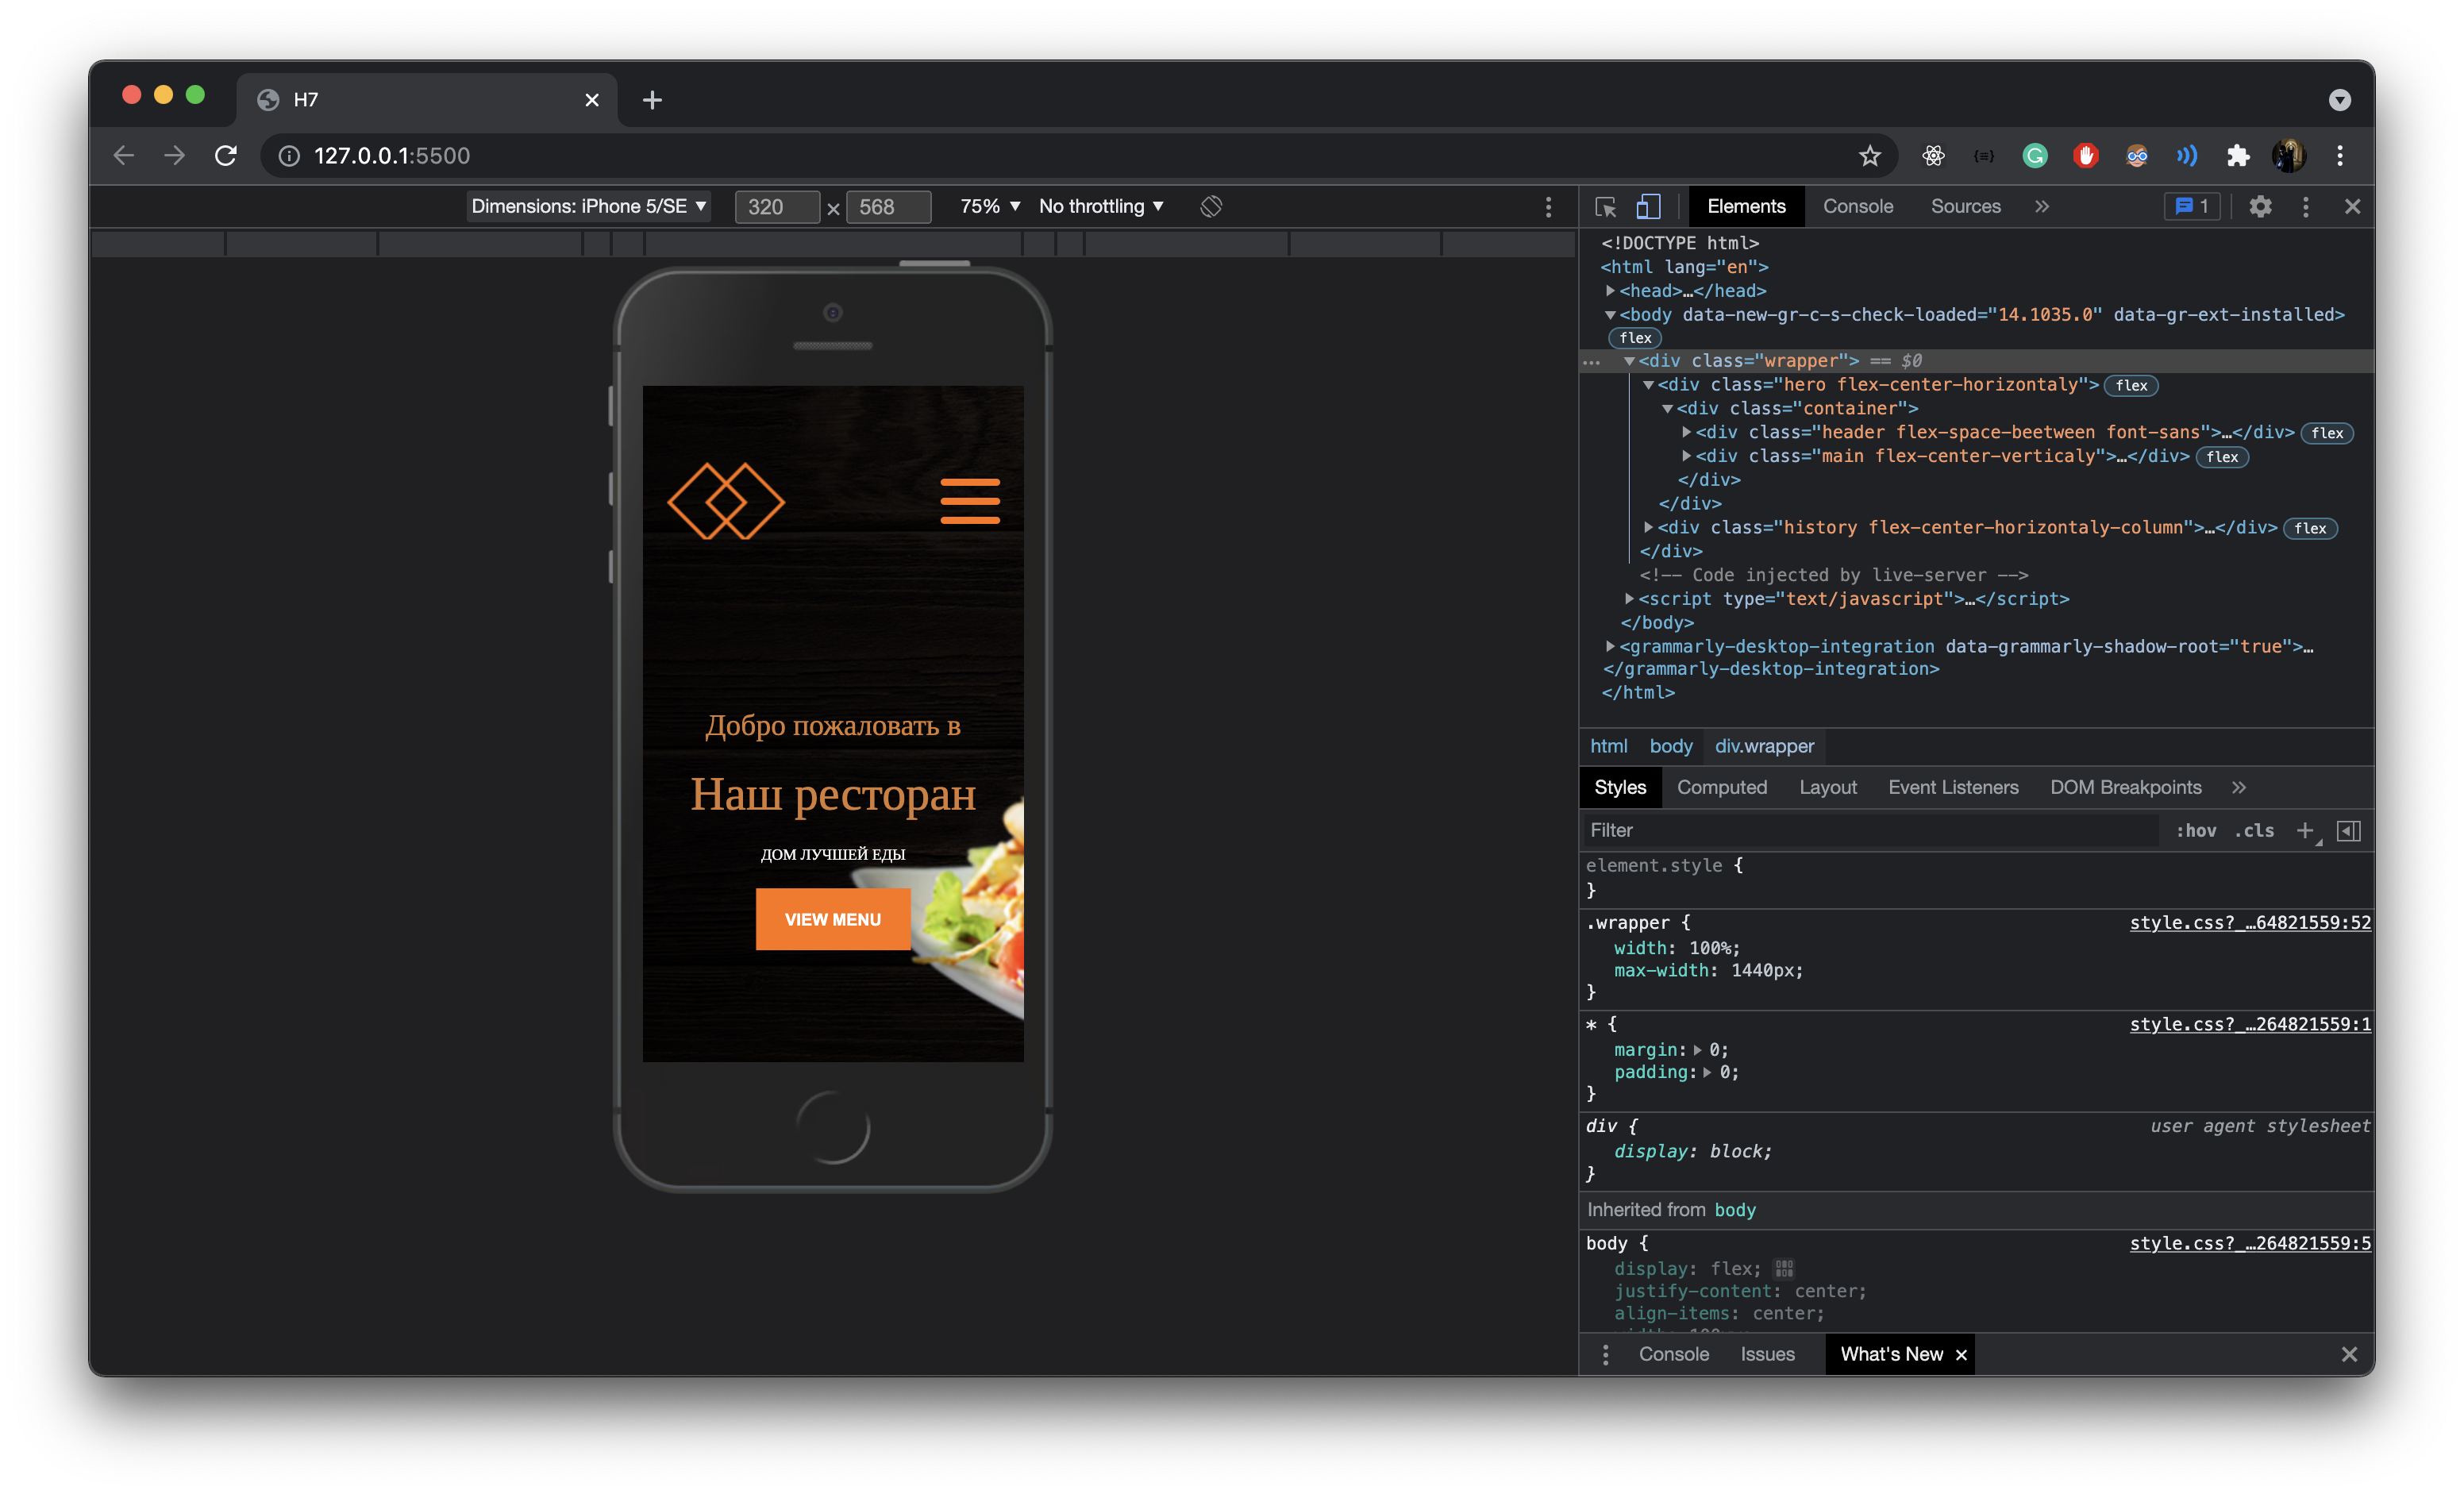 H7
127.0.0.1:5500
Dimensions: iPhone 5/SE ▼ 320 × 568 75% ▼ No throttling ▼
Elements Console Sources » 1
<!DOCTYPE html>
<html lang="en">
▶<head>…</head>
▼<body data-new-gr-c-s-check-loaded="14.1035.0" data-gr-ext-installed>
flex
… ▼<div class="wrapper"> == $0
▼<div class="hero flex-center-horizontaly"> flex
▼<div class="container">
▶<div class="header flex-space-beetween font-sans">…</div> flex
▶<div class="main flex-center-verticaly">…</div> flex
</div>
</div>
▶<div class="history flex-center-horizontaly-column">…</div> flex
</div>
<!-- Code injected by live-server -->
▶<script type="text/javascript">…</script>
</body>
▶<grammarly-desktop-integration data-grammarly-shadow-root="true">…
</grammarly-desktop-integration>
</html>
html body div.wrapper
Styles Computed Layout Event Listeners DOM Breakpoints »
Filter :hov .cls +
element.style {
}
.wrapper { style.css?_…64821559:52
width: 100%;
max-width: 1440px;
}
* { style.css?_…264821559:1
margin:▶ 0;
padding:▶ 0;
}
div { user agent stylesheet
display: block;
}
Inherited from body
body { style.css?_…264821559:5
display: flex;
justify-content: center;
align-items: center;
Console Issues What's New ×
Добро пожаловать в
Наш ресторан
ДОМ ЛУЧШЕЙ ЕДЫ
VIEW MENU